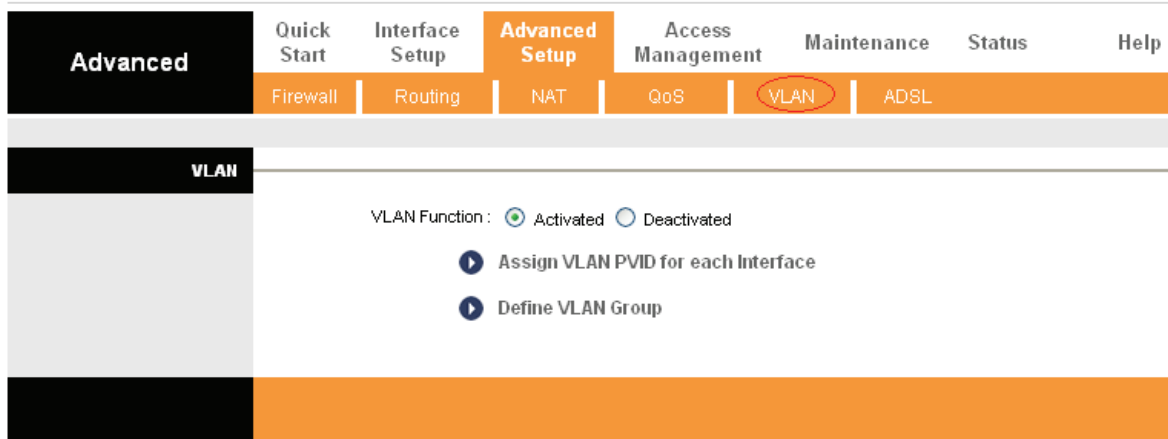 Advanced
Quick Start
Interface Setup
Advanced Setup
Access Management
Maintenance
Status
Help
Firewall
Routing
NAT
QoS
VLAN
ADSL
VLAN
VLAN Function : Activated Deactivated
Assign VLAN PVID for each Interface
Define VLAN Group